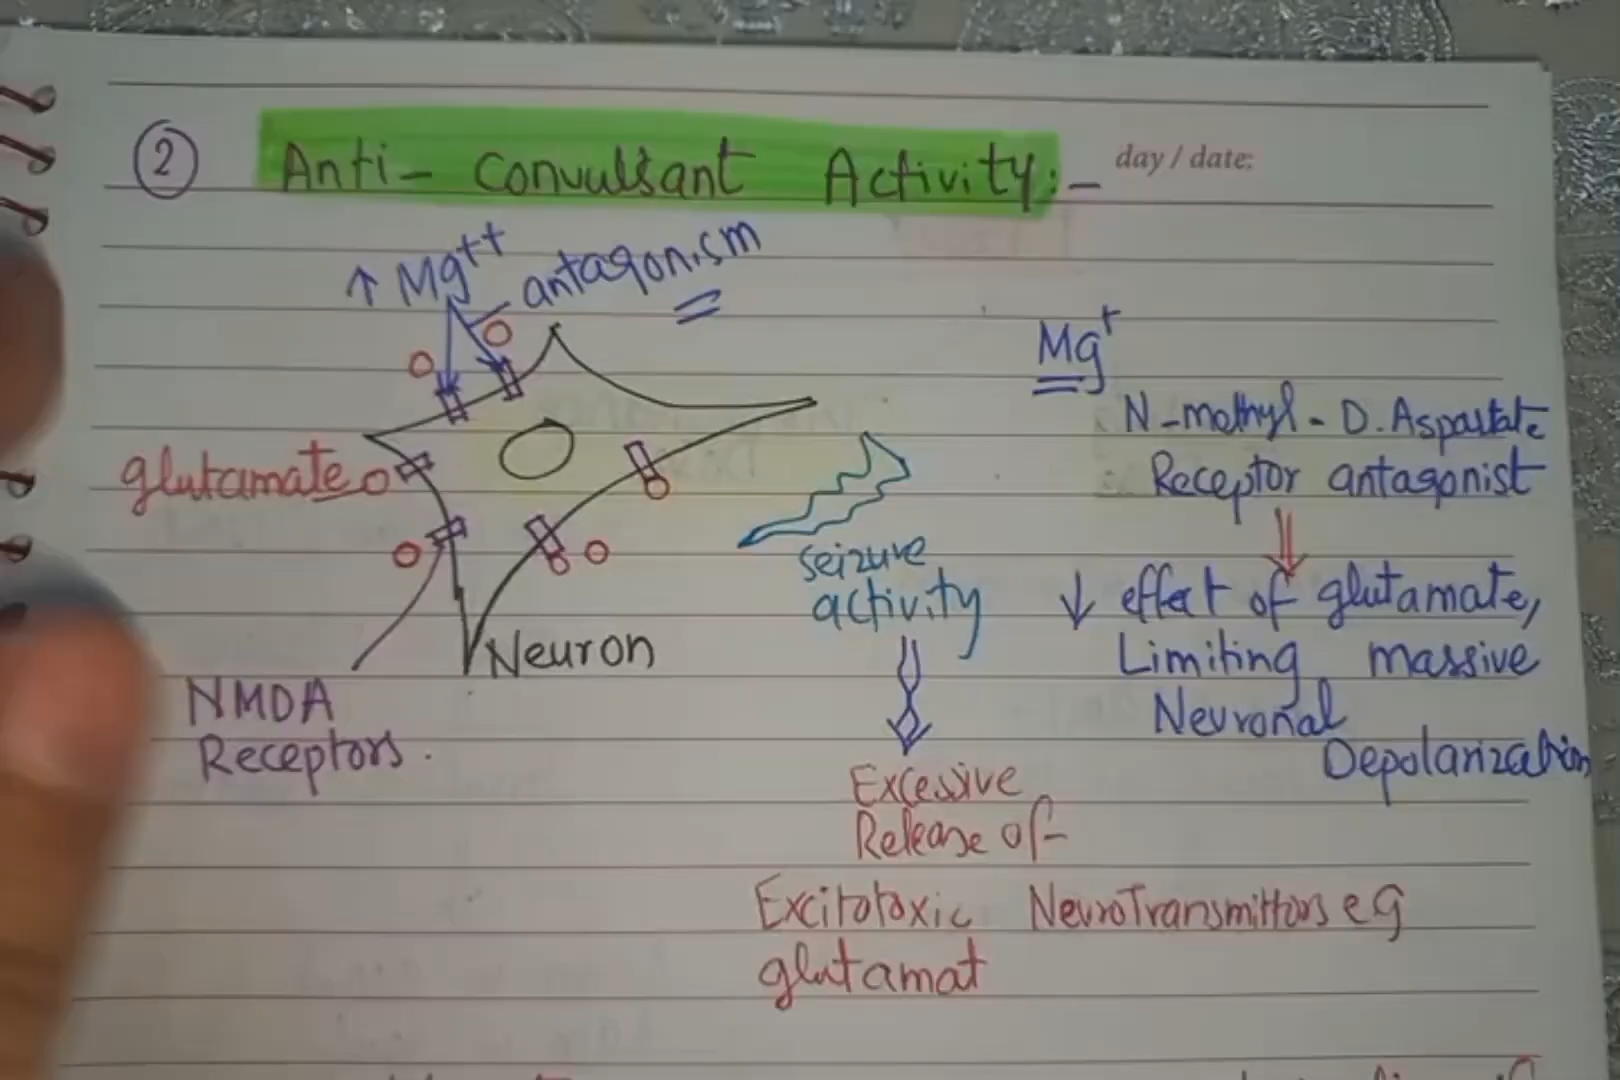 ② Anti- Convulsant Activity:-
day / date:
↑ Mg++ antagonism
glutamate
Neuron
NMDA
Receptors.
seizure
activity
Excessive
Release of
Excitotoxic NeuroTransmittors eg
glutamat
Mg+
N-methyl-D.Aspartate
Receptor antagonist
↓ effect of glutamate,
Limiting massive
Neuronal
Depolarization